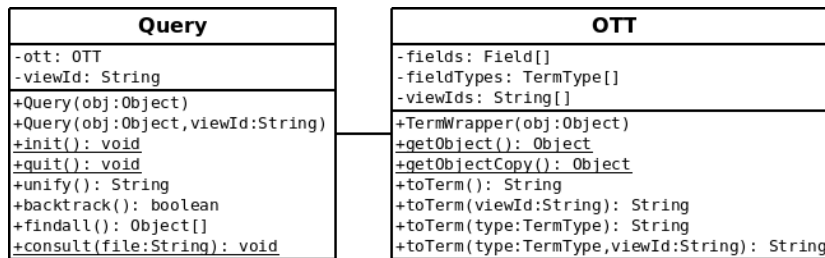 Query
-ott: OTT
-viewId: String
+Query(obj:Object)
+Query(obj:Object,viewId:String)
+init(): void
+quit(): void
+unify(): String
+backtrack(): boolean
+findall(): Object[]
+consult(file:String): void
OTT
-fields: Field[]
-fieldTypes: TermType[]
-viewIds: String[]
+TermWrapper(obj:Object)
+getObject(): Object
+getObjectCopy(): Object
+toTerm(): String
+toTerm(viewId:String): String
+toTerm(type:TermType): String
+toTerm(type:TermType,viewId:String): String